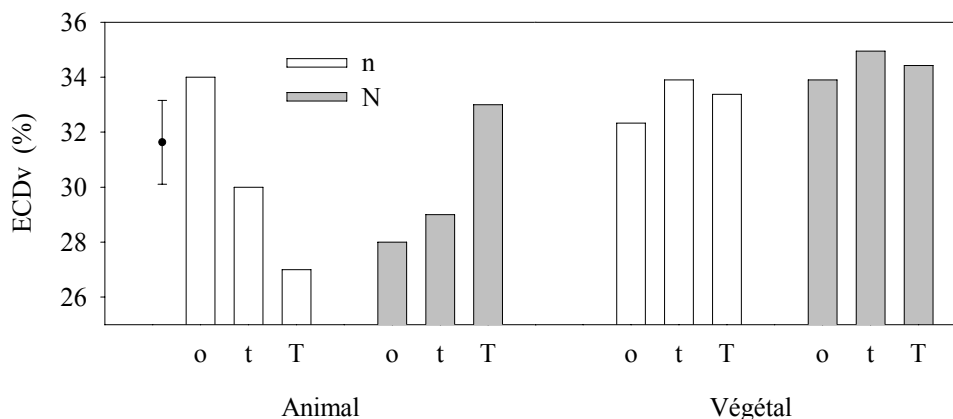 36
34
32
30
28
26
ECDv (%)
n
N
o t T o t T o t T o t T
Animal Végétal